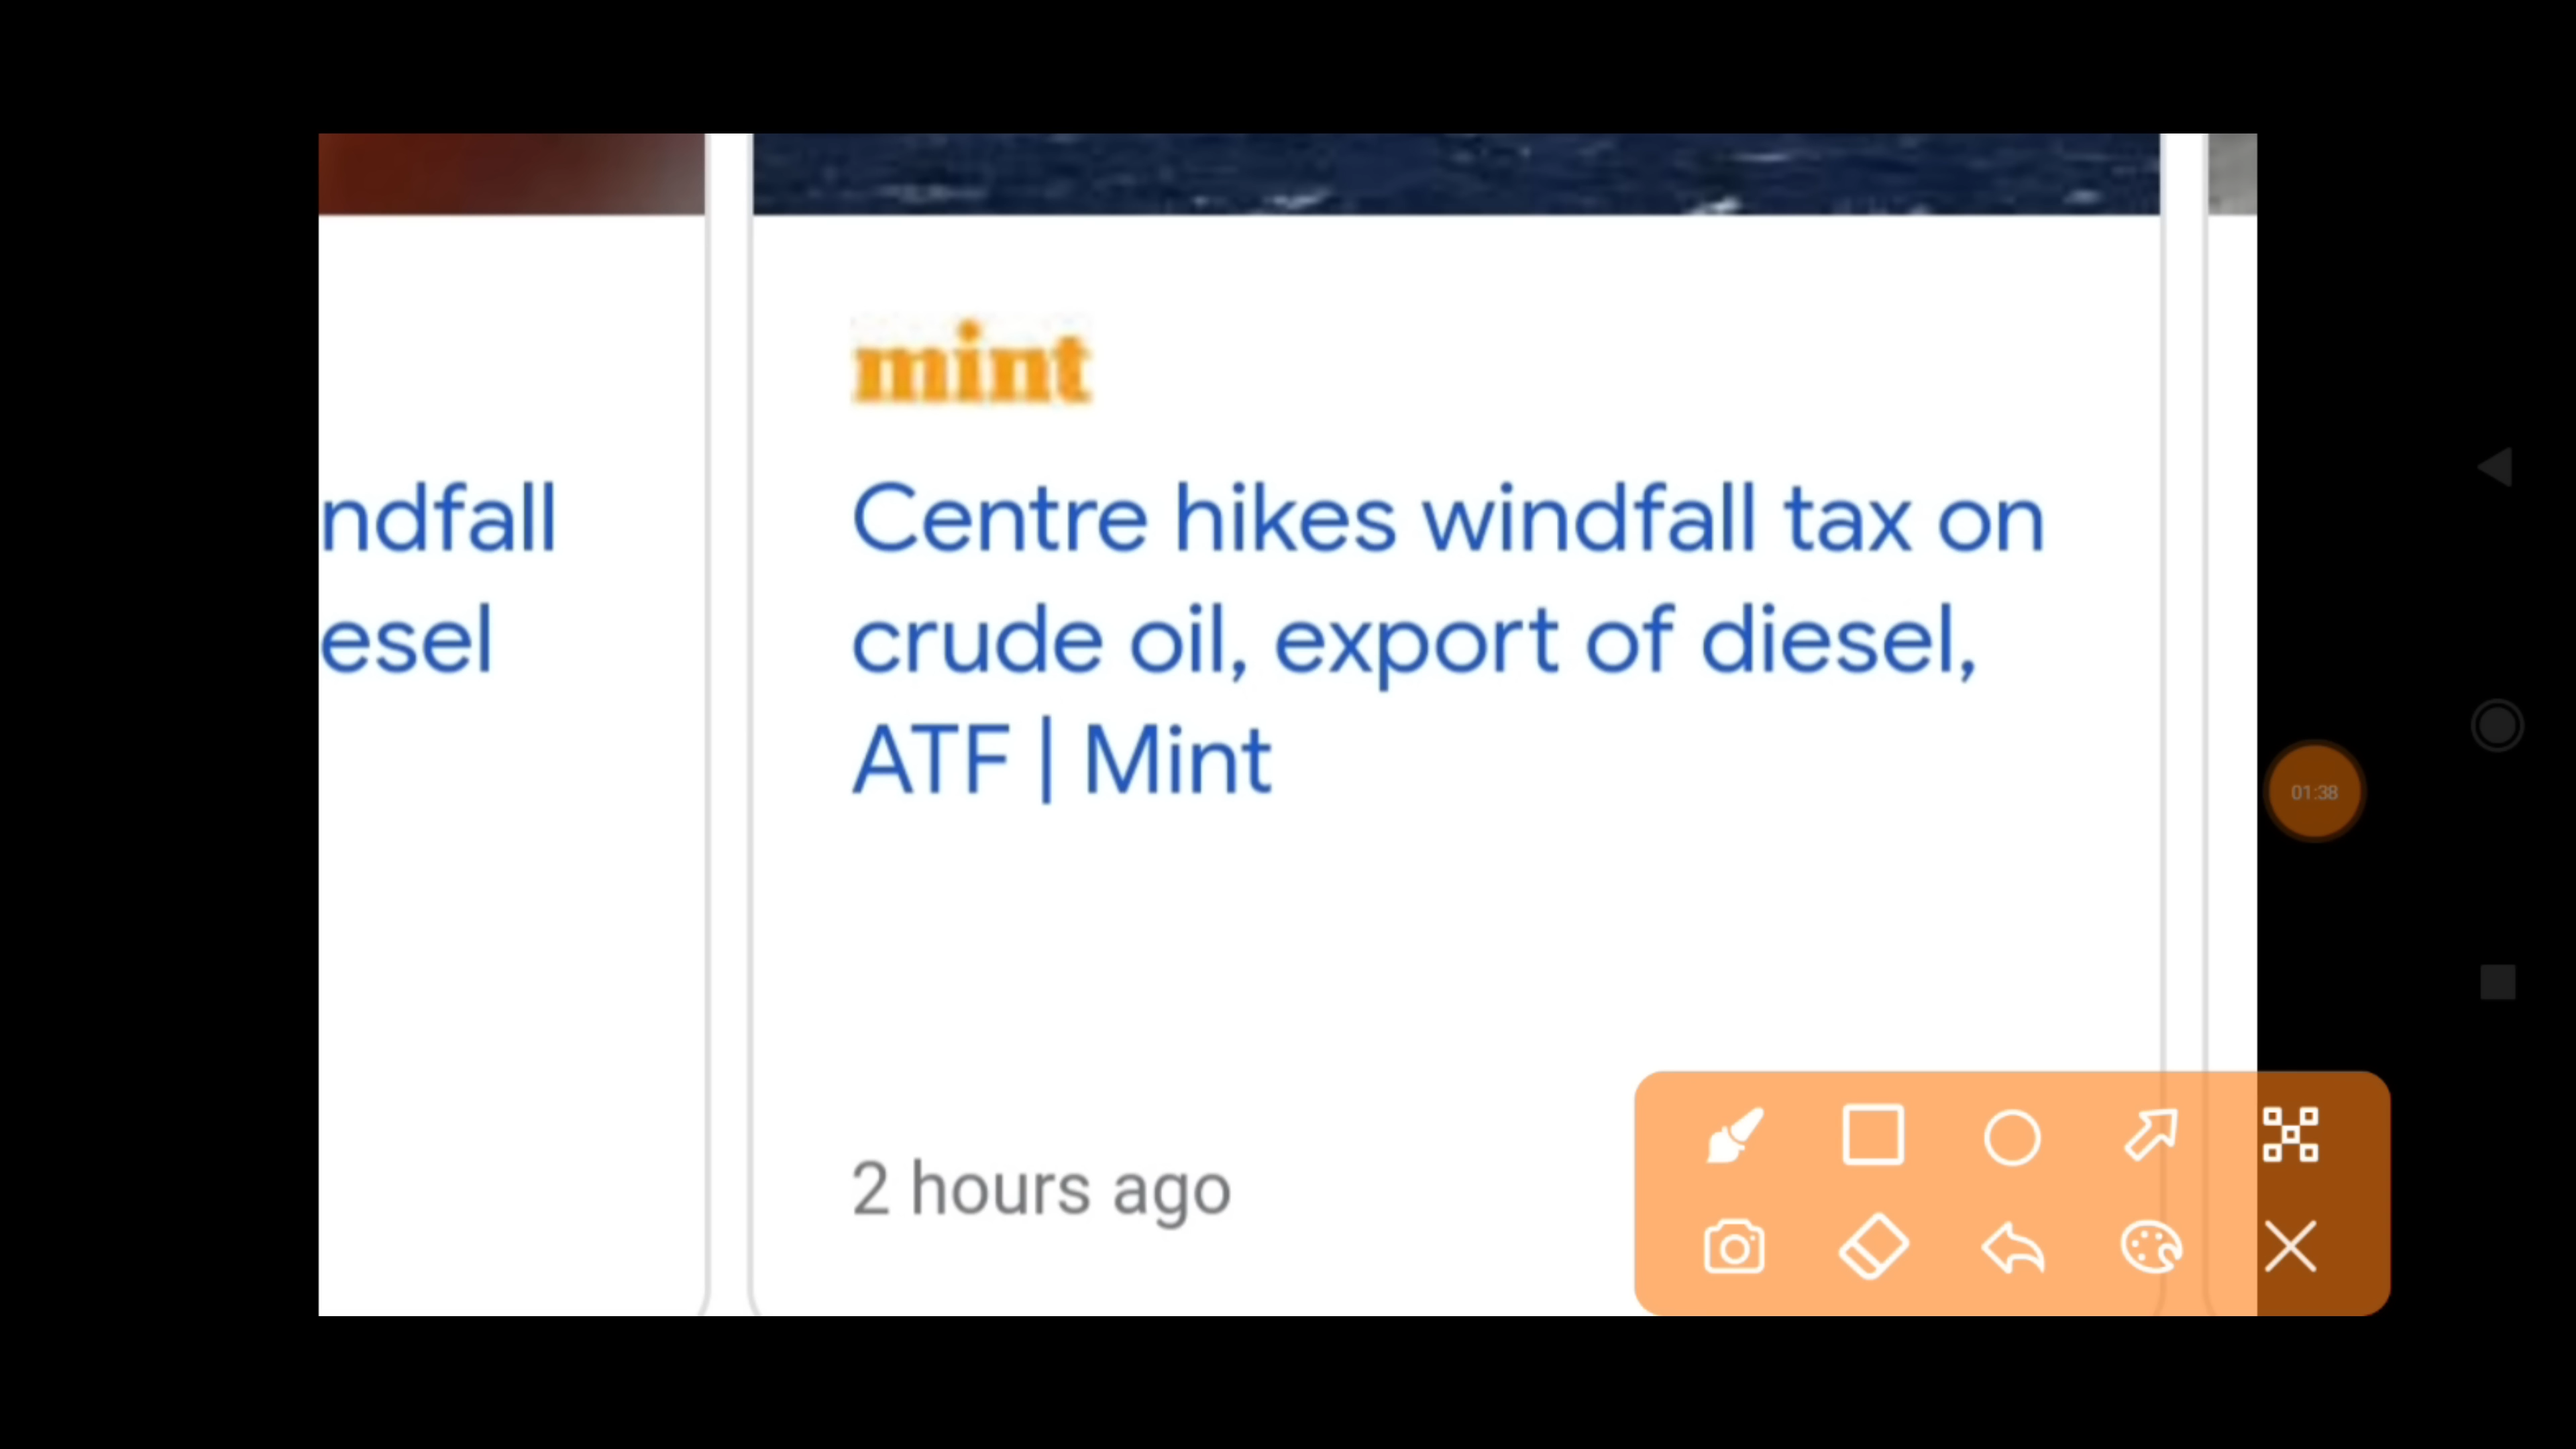 ndfall
esel
mint
Centre hikes windfall tax on
crude oil, export of diesel,
ATF | Mint
2 hours ago
01:38